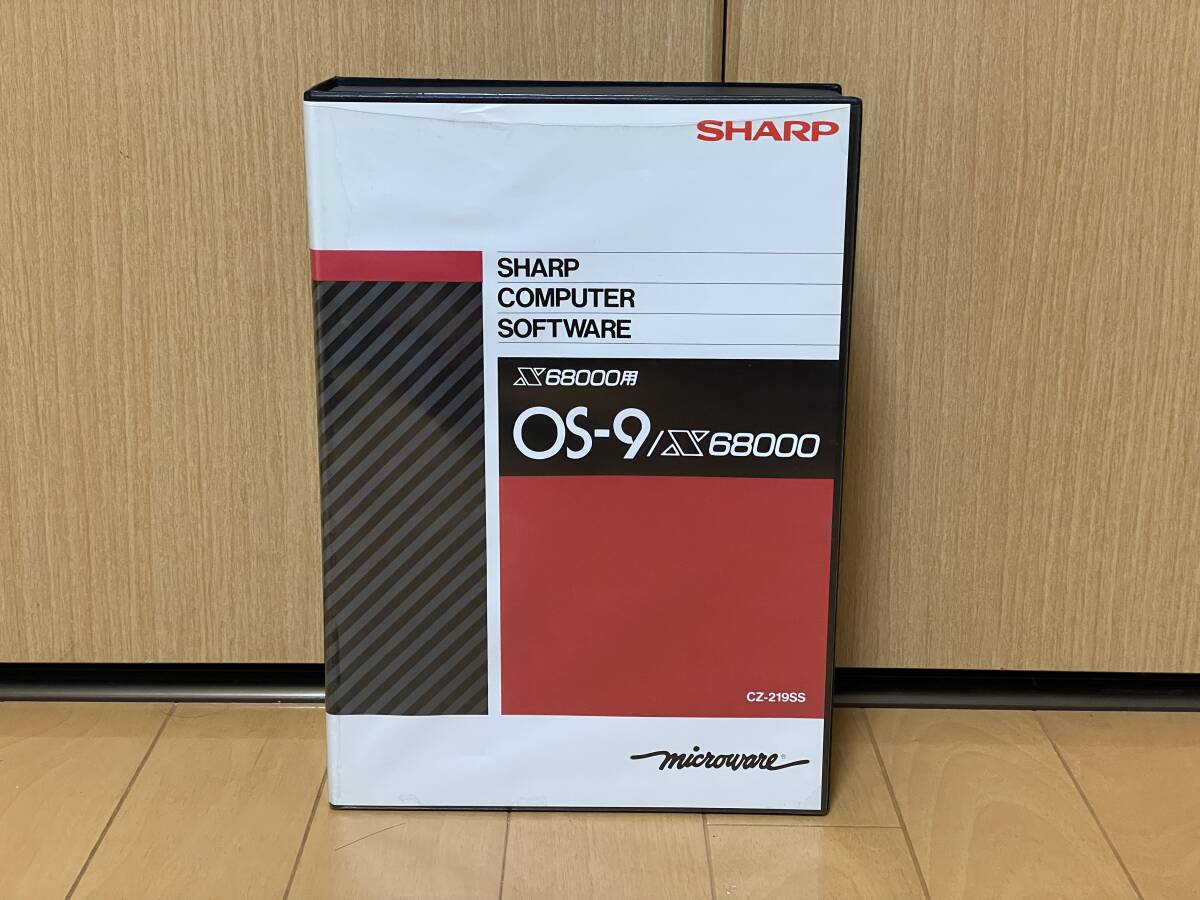 SHARP
SHARP
COMPUTER
SOFTWARE
X68000用
OS-9/X68000
CZ-219SS
microware®